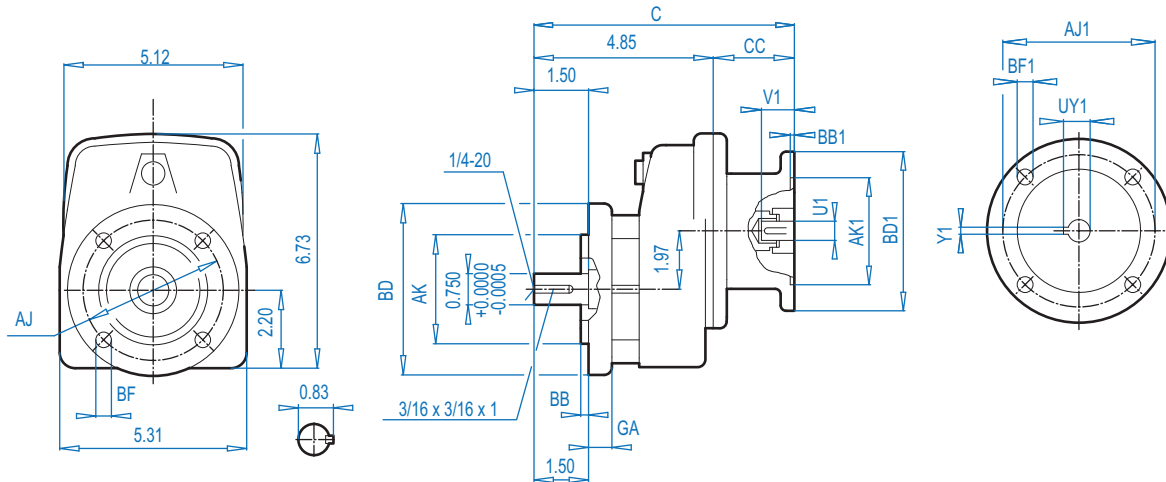 5.12
6.73
2.20
AJ
BF
5.31
0.83
C
4.85
CC
1.50
V1
BB1
1/4-20
BD
AK
0.750
+0.0000
-0.0005
1.97
U1
AK1
BD1
3/16 x 3/16 x 1
BB
GA
1.50
AJ1
BF1
UY1
Y1